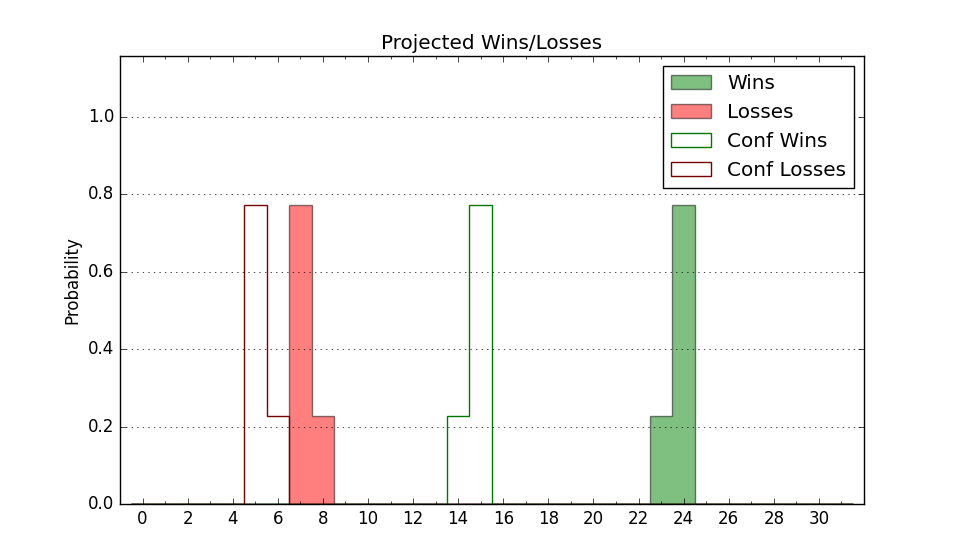 Projected Wins/Losses
Wins
Losses
Conf Wins
Conf Losses
Probability
1.0
0.8
0.6
0.4
0.2
0.0
0 2 4 6 8 10 12 14 16 18 20 22 24 26 28 30